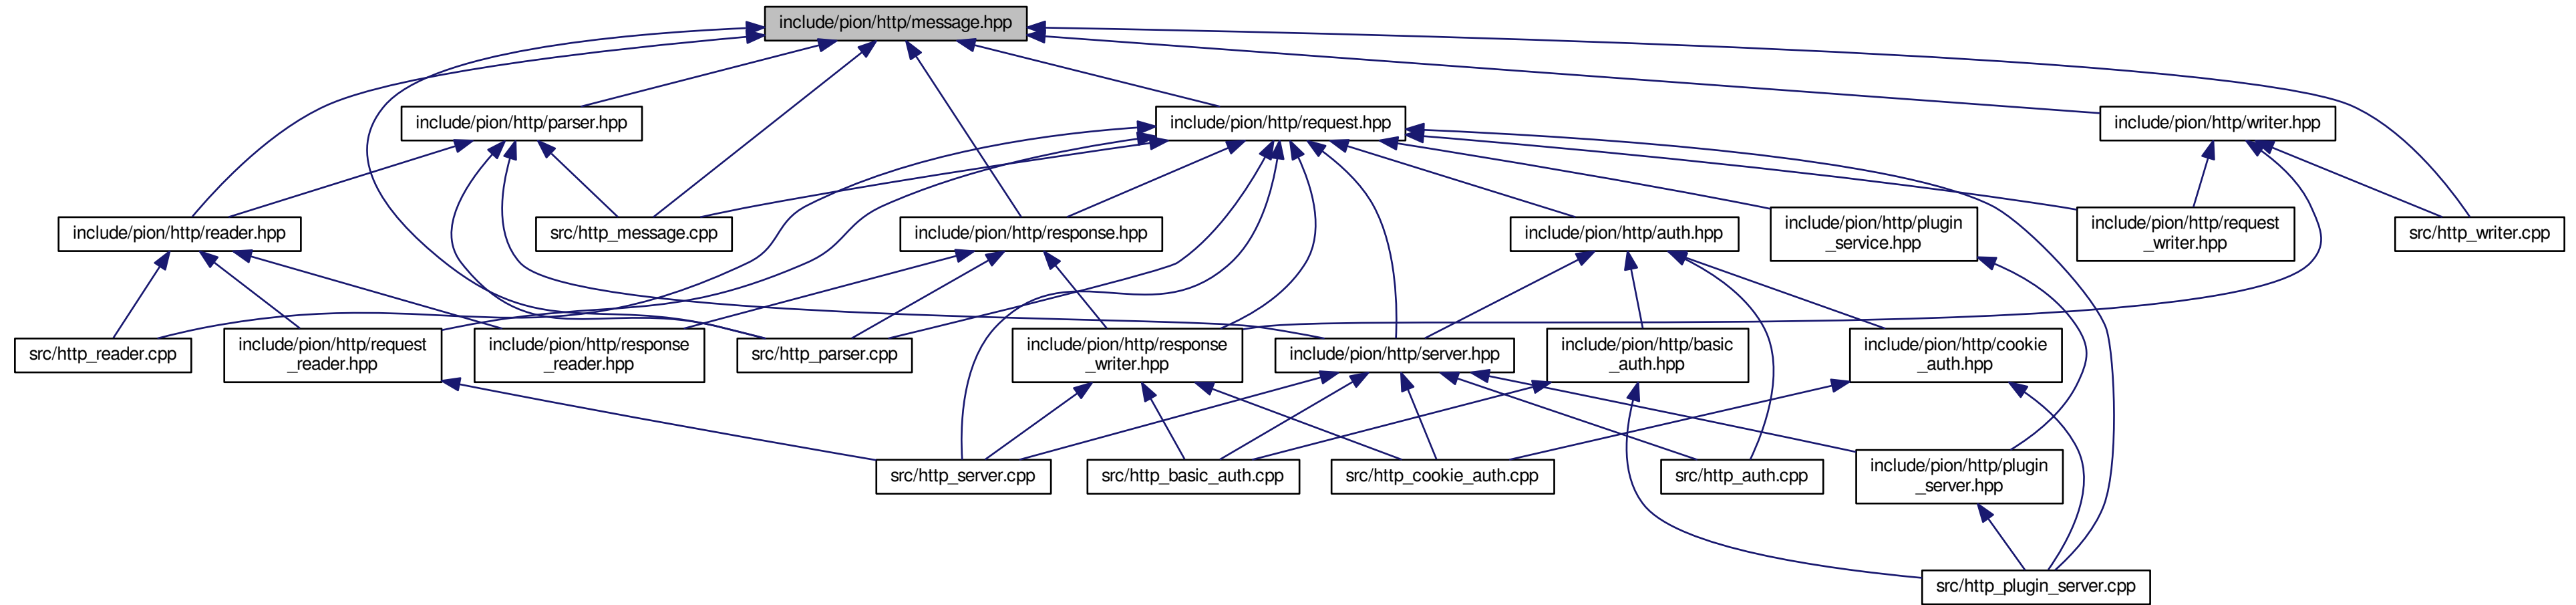 include/pion/http/message.hpp
include/pion/http/parser.hpp
include/pion/http/request.hpp
include/pion/http/writer.hpp
include/pion/http/reader.hpp
src/http_message.cpp
include/pion/http/response.hpp
include/pion/http/auth.hpp
include/pion/http/plugin
_service.hpp
include/pion/http/request
_writer.hpp
src/http_writer.cpp
src/http_reader.cpp
include/pion/http/request
_reader.hpp
include/pion/http/response
_reader.hpp
src/http_parser.cpp
include/pion/http/response
_writer.hpp
include/pion/http/server.hpp
include/pion/http/basic
_auth.hpp
include/pion/http/cookie
_auth.hpp
src/http_server.cpp
src/http_basic_auth.cpp
src/http_cookie_auth.cpp
src/http_auth.cpp
include/pion/http/plugin
_server.hpp
src/http_plugin_server.cpp